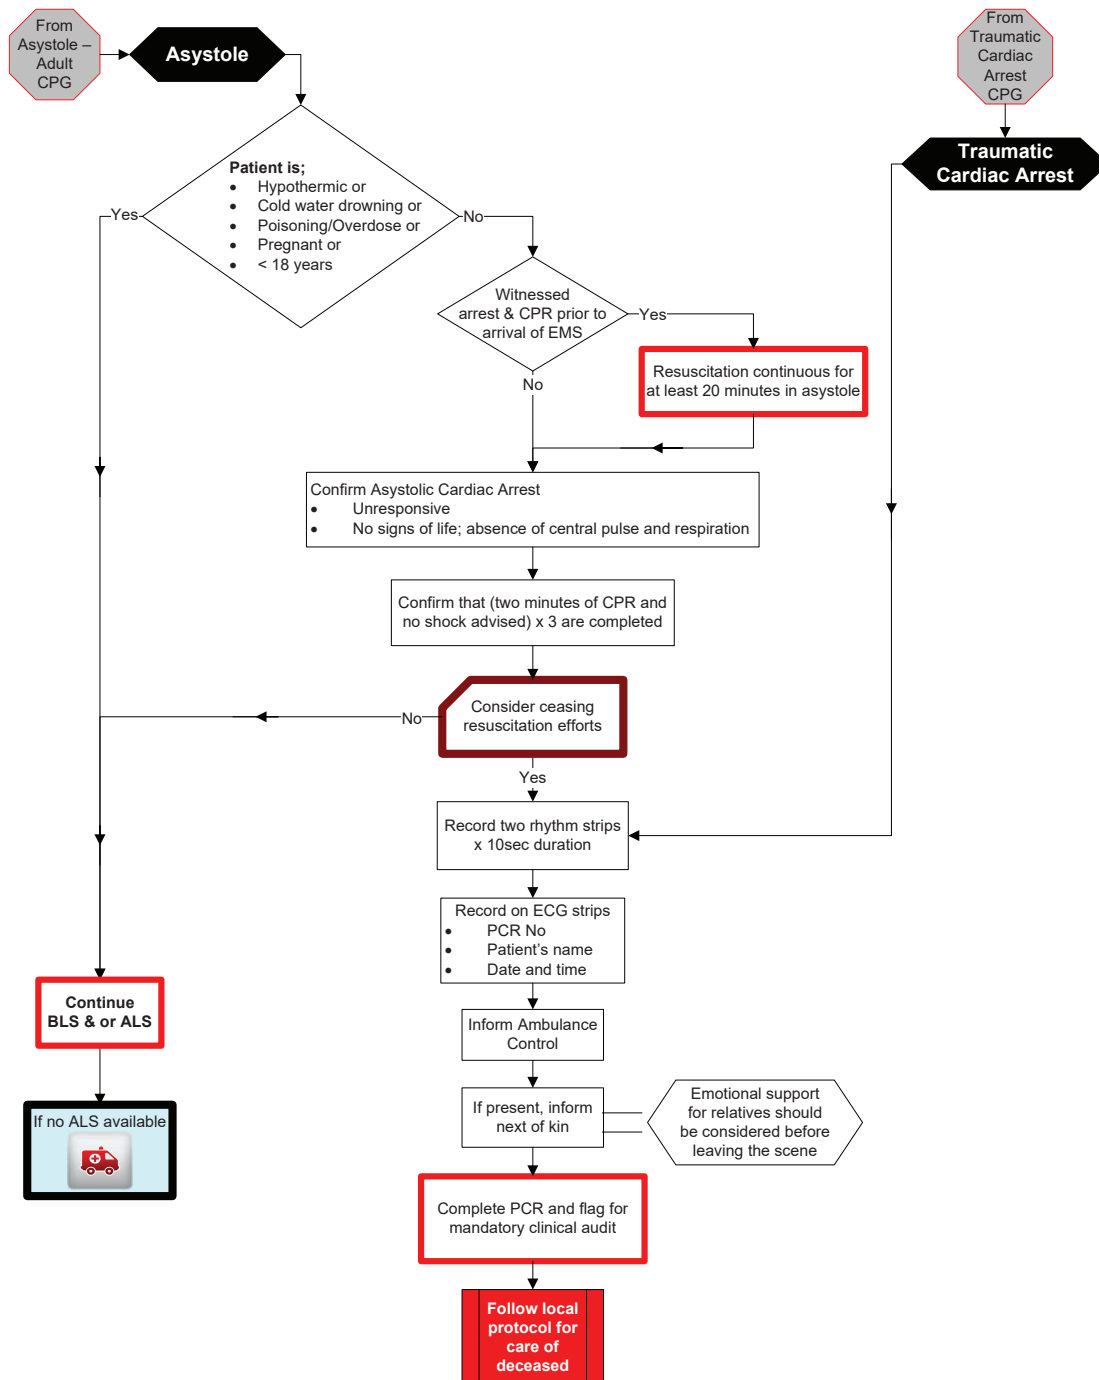 From
Asystole –
Adult
CPG
Asystole
From
Traumatic
Cardiac
Arrest
CPG
Traumatic
Cardiac Arrest
Patient is;
• Hypothermic or
• Cold water drowning or
• Poisoning/Overdose or
• Pregnant or
• < 18 years
Yes
No
Witnessed
arrest & CPR prior to
arrival of EMS
Yes
No
Resuscitation continuous for
at least 20 minutes in asystole
Confirm Asystolic Cardiac Arrest
• Unresponsive
• No signs of life; absence of central pulse and respiration
Confirm that (two minutes of CPR and
no shock advised) x 3 are completed
Consider ceasing
resuscitation efforts
No
Yes
Record two rhythm strips
x 10sec duration
Record on ECG strips
• PCR No
• Patient's name
• Date and time
Continue
BLS & or ALS
Inform Ambulance
Control
If no ALS available
If present, inform
next of kin
Emotional support
for relatives should
be considered before
leaving the scene
Complete PCR and flag for
mandatory clinical audit
Follow local
protocol for
care of
deceased